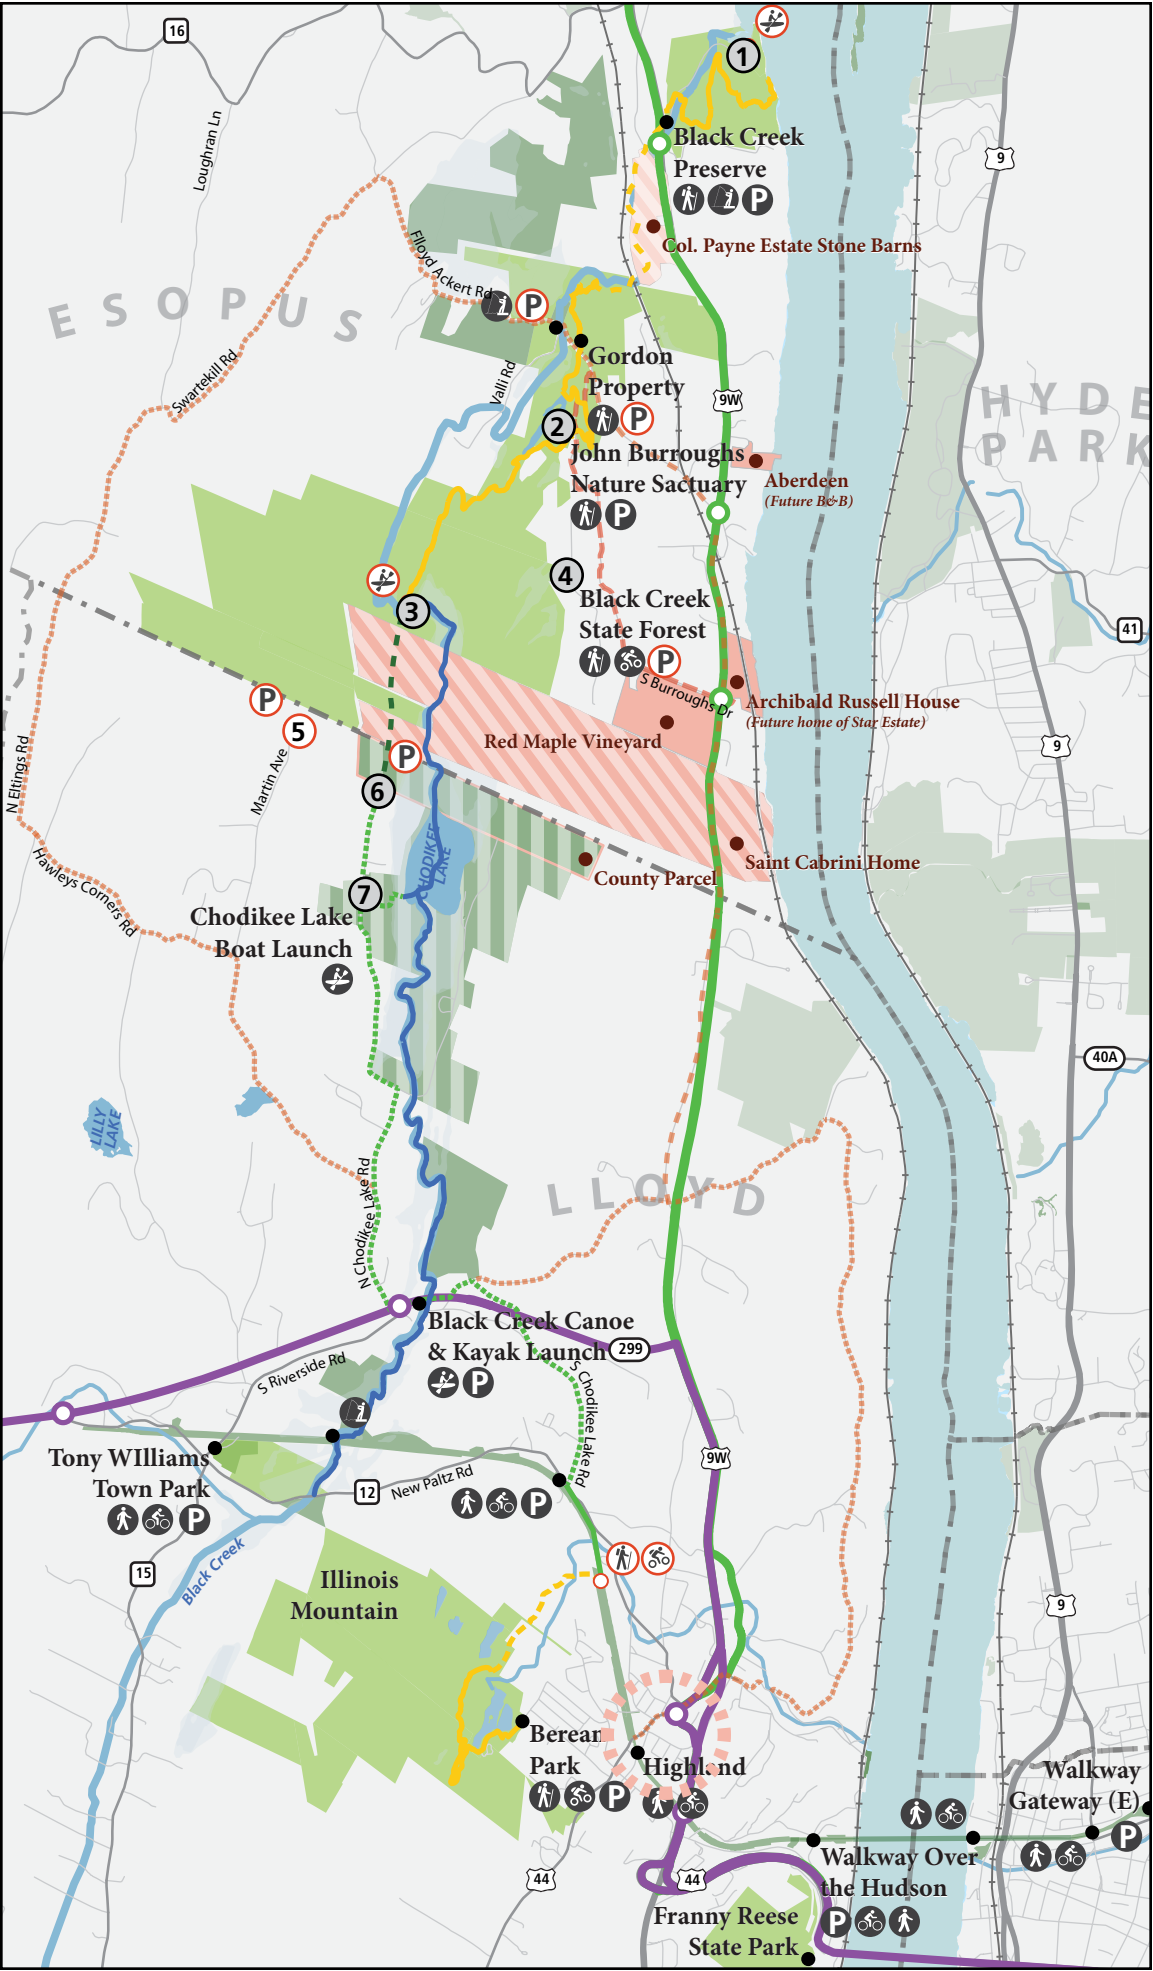 16
1
Loughran Ln
Black Creek
Preserve
P
9
Col. Payne Estate Stone Barns
Flloyd Ackert Rd
P
ESOPUS
Swartekill Rd
Valli Rd
Gordon
Property
P
9W
HYDE
PARK
2
John Burroughs
Nature Sactuary
P
Aberdeen
(Future B&B)
4
Black Creek
State Forest
P
3
41
S Burroughs Dr
Archibald Russell House
(Future home of Star Estate)
Red Maple Vineyard
P
5
P
9
N Eltings Rd
Martin Ave
6
CHODIKEE
LAKE
Hawleys Corners Rd
Saint Cabrini Home
County Parcel
7
Chodikee Lake
Boat Launch
40A
LILLY
LAKE
N Chodikee Lake Rd
LLOYD
Black Creek Canoe
& Kayak Launch
P
299
S Riverside Rd
S Chodikee Lake Rd
Tony WIlliams
Town Park
P
12
New Paltz Rd
P
9W
15
Black Creek
Illinois
Mountain
9
Berean
Park
P
Highland
Walkway
Gateway (E)
P
44
44
Walkway Over
the Hudson
P
Franny Reese
State Park